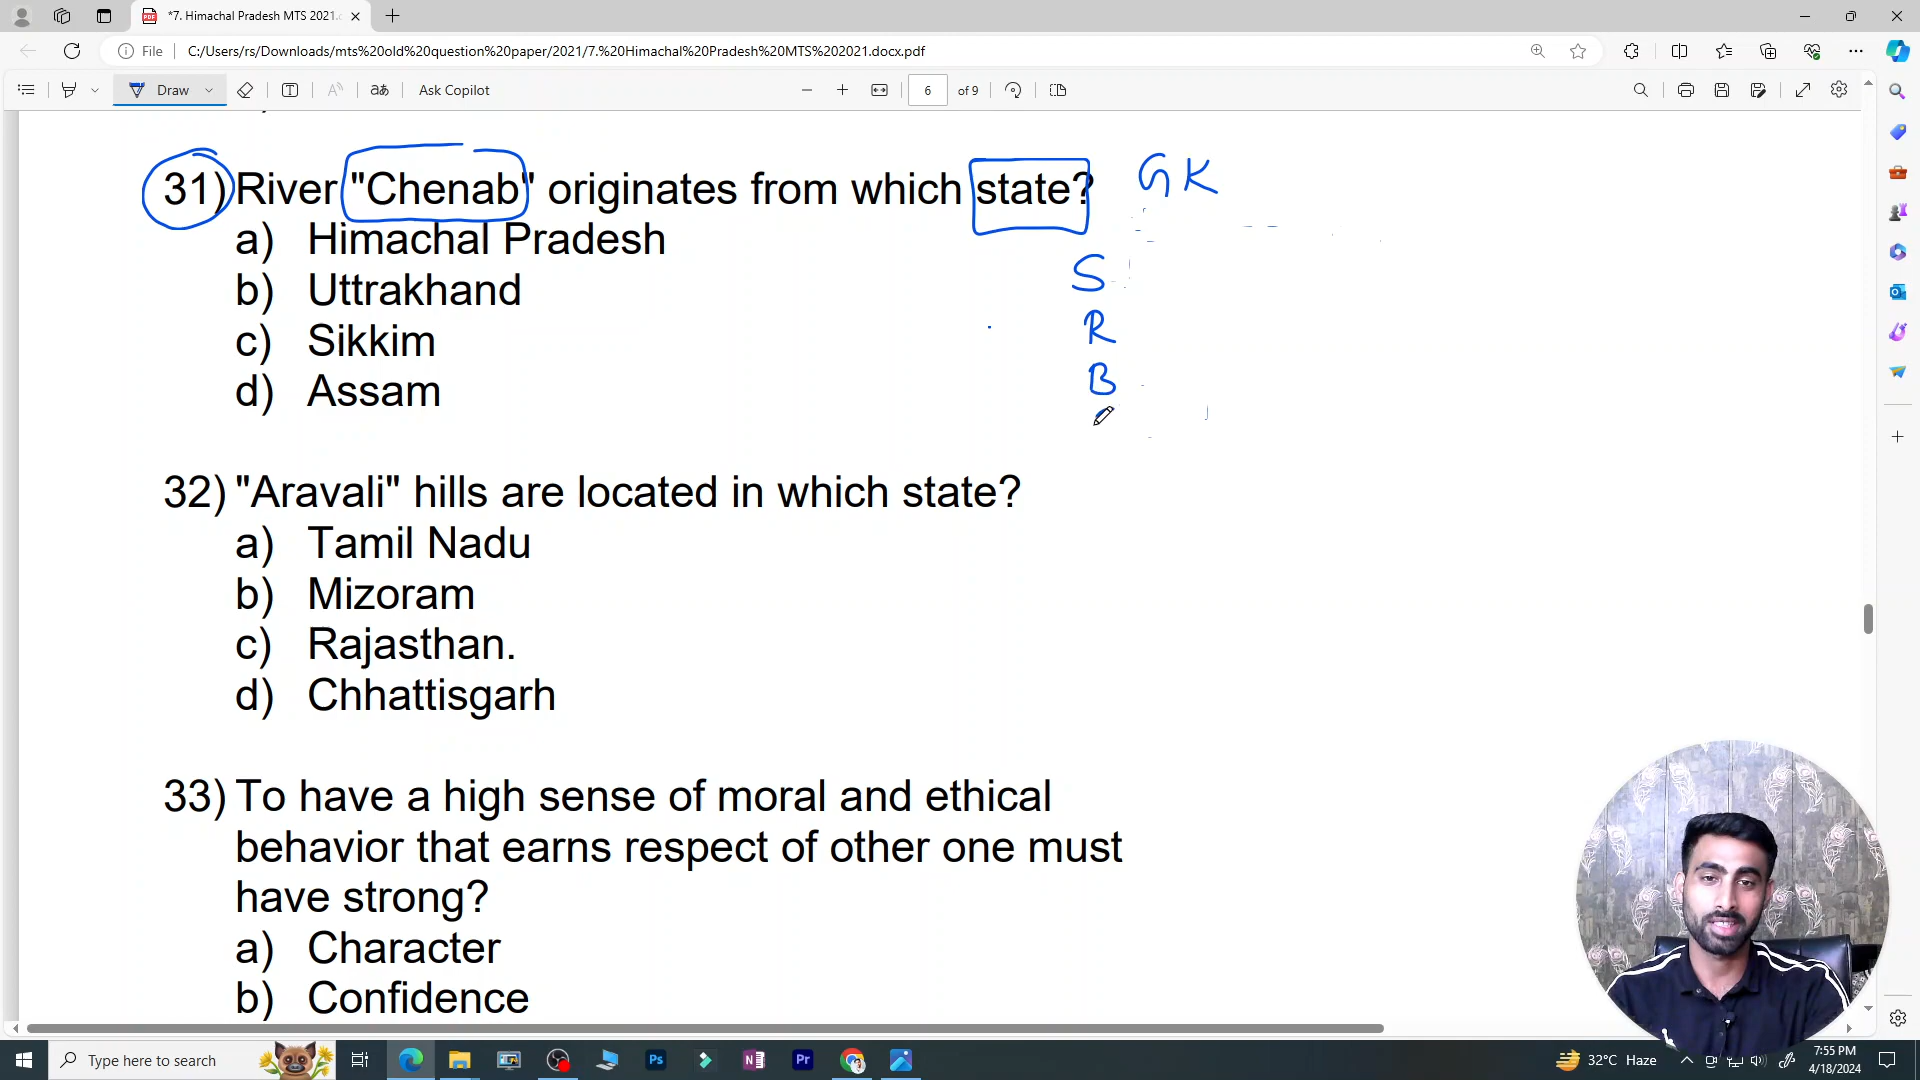 *7. Himachal Pradesh MTS 2021.
File
C:/Users/rs/Downloads/mts%20old%20question%20paper/2021/7.%20Himachal%20Pradesh%20MTS%202021.docx.pdf
Draw
Ask Copilot
6
of 9
31) River "Chenab" originates from which state? GK
a) Himachal Pradesh
b) Uttrakhand
c) Sikkim
d) Assam
S
R
B
32) "Aravali" hills are located in which state?
a) Tamil Nadu
b) Mizoram
c) Rajasthan.
d) Chhattisgarh
33) To have a high sense of moral and ethical
behavior that earns respect of other one must
have strong?
a) Character
b) Confidence
Type here to search
Ps
N
Pr
32°C Haze
7:55 PM
4/18/2024